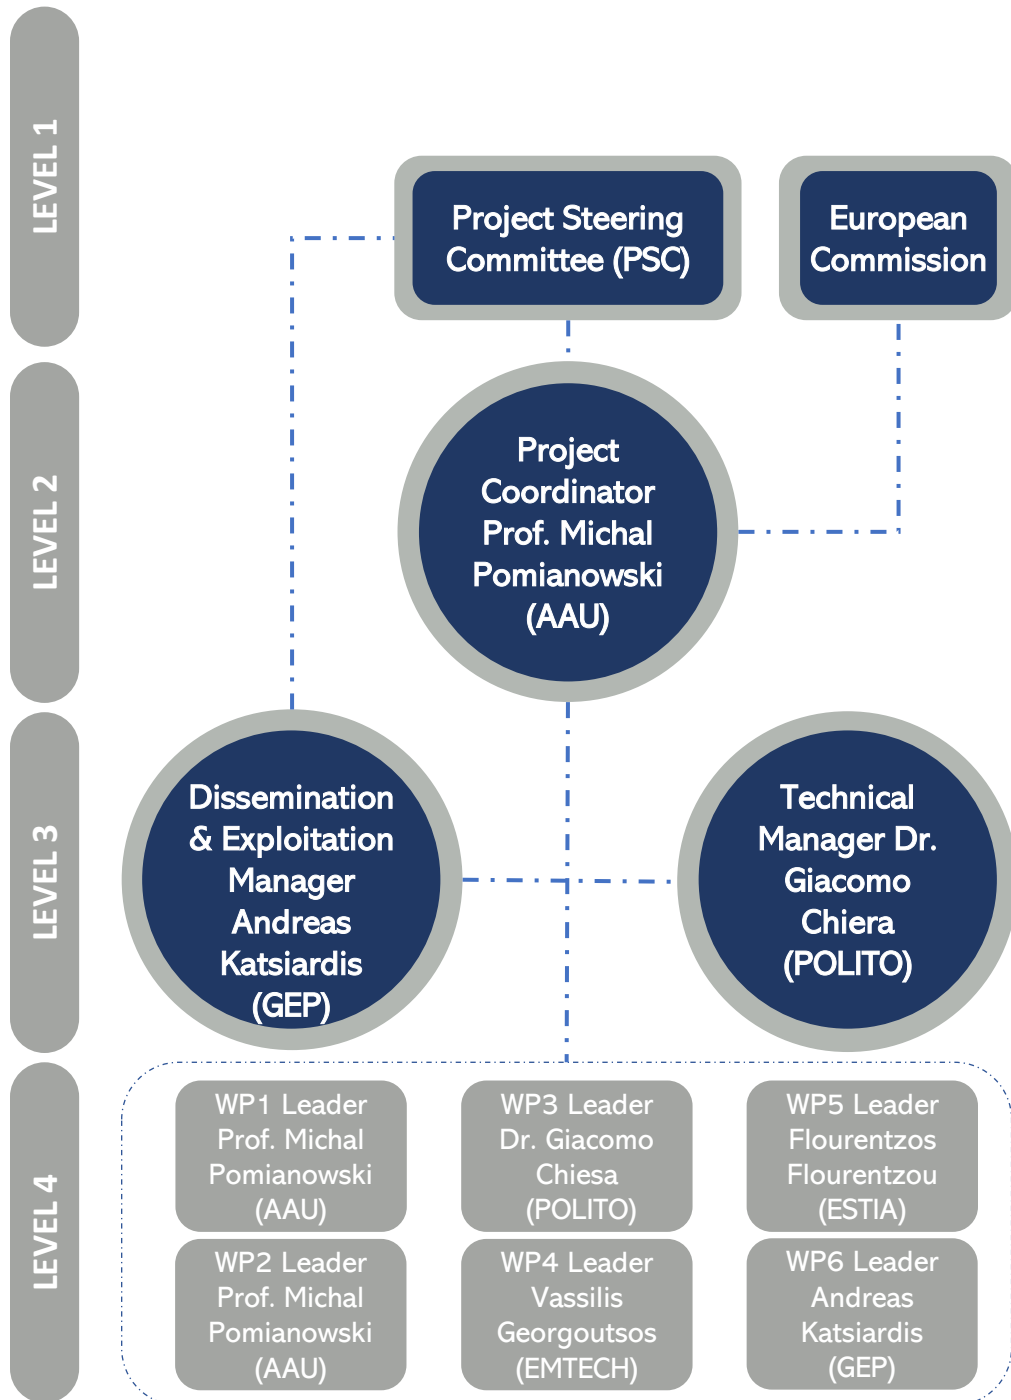 LEVEL 1
Project Steering
Committee (PSC)
European
Commission
LEVEL 2
Project
Coordinator
Prof. Michal
Pomianowski
(AAU)
LEVEL 3
Dissemination
& Exploitation
Manager
Andreas
Katsiardis
(GEP)
Technical
Manager Dr.
Giacomo
Chiera
(POLITO)
LEVEL 4
WP1 Leader
Prof. Michal
Pomianowski
(AAU)
WP3 Leader
Dr. Giacomo
Chiesa
(POLITO)
WP5 Leader
Flourentzos
Flourentzou
(ESTIA)
WP2 Leader
Prof. Michal
Pomianowski
(AAU)
WP4 Leader
Vassilis
Georgoutsos
(EMTECH)
WP6 Leader
Andreas
Katsiardis
(GEP)